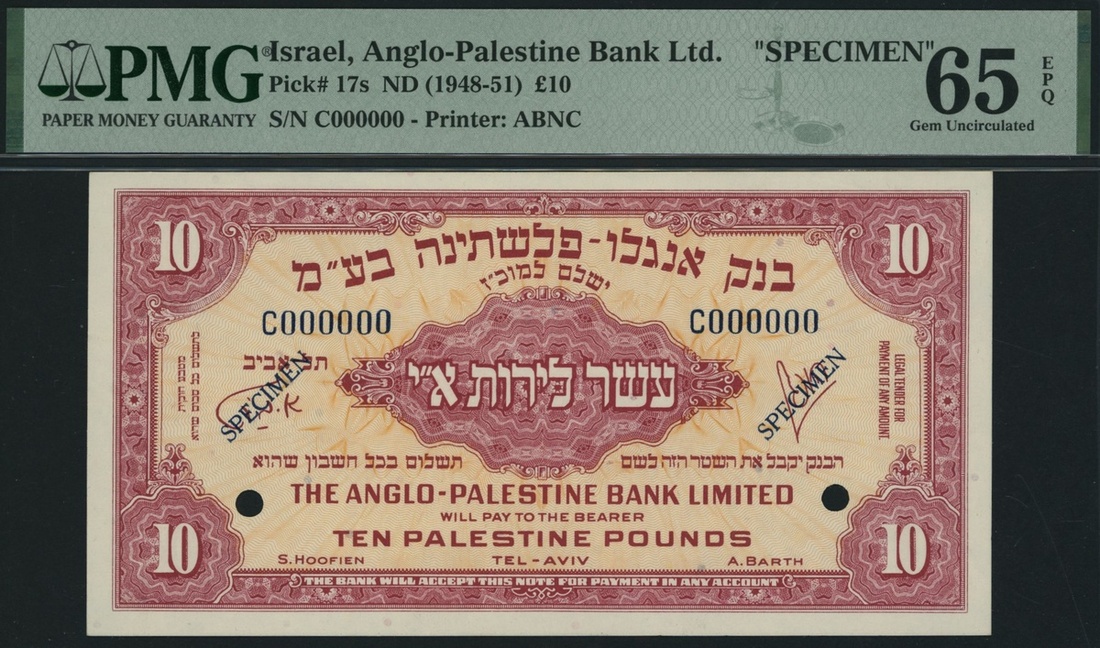 PMG® Israel, Anglo-Palestine Bank Ltd. "SPECIMEN" 65 EPQ
Pick# 17s ND (1948-51) £10
PAPER MONEY GUARANTY S/N C000000 - Printer: ABNC Gem Uncirculated
10 10
בנק אנגלו-פלשתינה בע"מ
ישלם למוכ"ז
C000000 C000000
תל-אביב
SPECIMEN SPECIMEN
LEGAL TENDER FOR
PAYMENT OF ANY AMOUNT
עשר לירות א"י
הבנק יקבל את השטר הזה לשם תשלום בכל חשבון שהוא
THE ANGLO-PALESTINE BANK LIMITED
WILL PAY TO THE BEARER
TEN PALESTINE POUNDS
10 10
S. HOOFIEN TEL-AVIV A. BARTH
THE BANK WILL ACCEPT THIS NOTE FOR PAYMENT IN ANY ACCOUNT